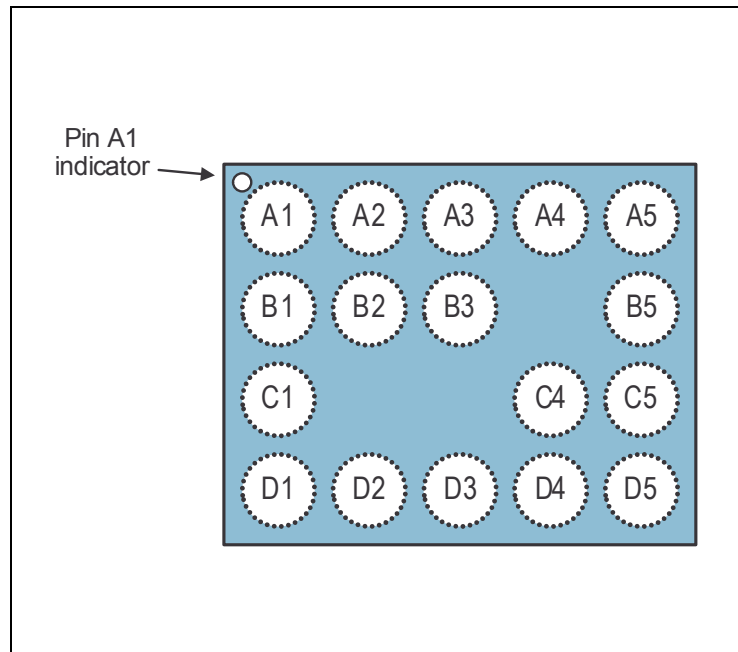 Pin A1
indicator
A1 A2 A3 A4 A5
B1 B2 B3 B5
C1 C4 C5
D1 D2 D3 D4 D5